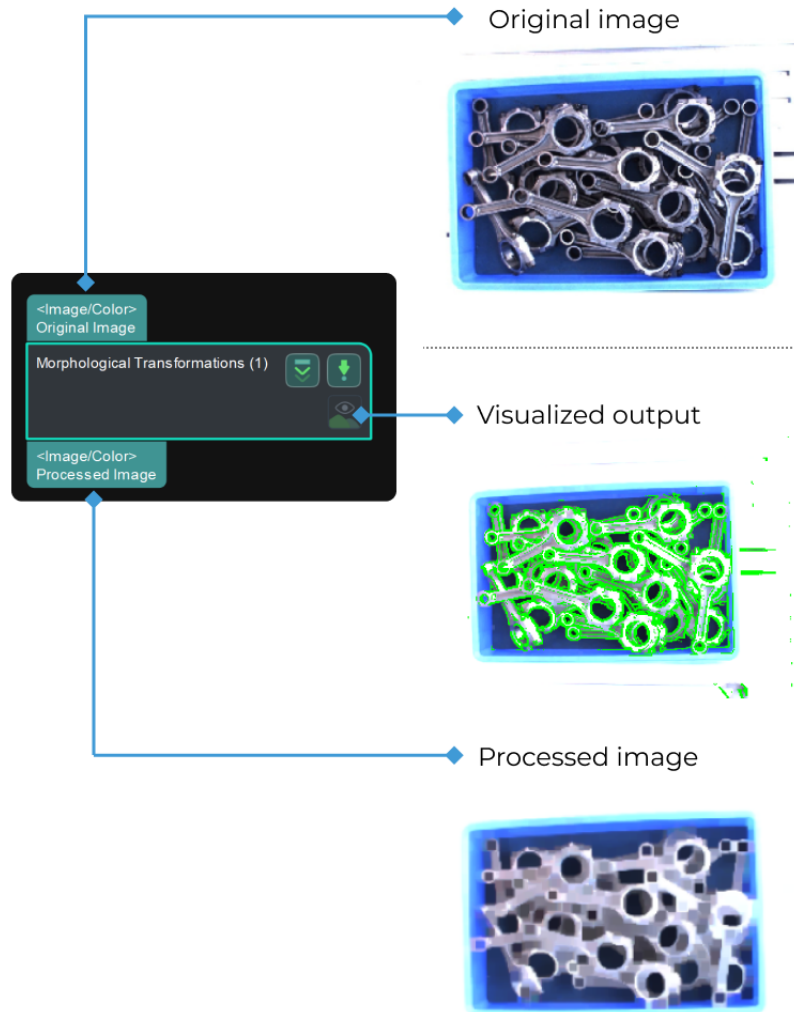 Original image
<Image/Color>
Original Image
Morphological Transformations (1)
Visualized output
<Image/Color>
Processed Image
Processed image